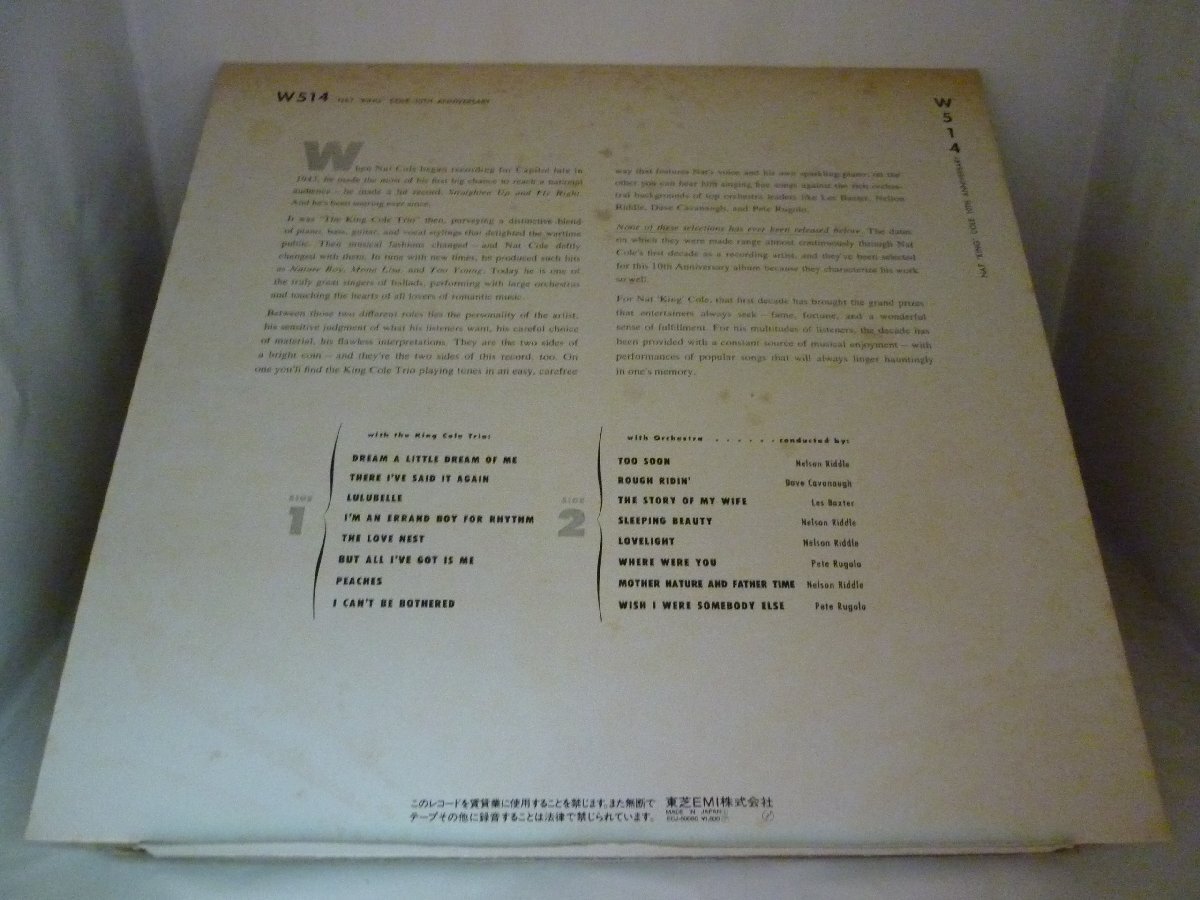 W514 NAT 'KING' COLE 10TH ANNIVERSARY
When Nat Cole began recording for Capitol late in
1943, he made the most of his first big chance to reach a national
audience — he made a hit record, Straighten Up and Fly Right.
And he's been soaring ever since.
It was "The King Cole Trio" then, purveying a distinctive blend
of piano, bass, guitar, and vocal stylings that delighted the wartime
public. Then musical fashions changed — and Nat Cole deftly
changed with them. In tune with new times, he produced such hits
as Nature Boy, Mona Lisa, and Too Young. Today he is one of
the truly great singers of ballads, performing with large orchestras
and touching the hearts of all lovers of romantic music.
Between those two different roles lies the personality of the artist,
his sensitive judgment of what his listeners want, his careful choice
of material, his flawless interpretations. They are the two sides of
a bright coin — and they're the two sides of this record, too. On
one you'll find the King Cole Trio playing tunes in an easy, carefree
way that features Nat's voice and his own sparkling piano; on the
other you can hear him singing fine songs against the rich orches-
tral backgrounds of top orchestra leaders like Les Baxter, Nelson
Riddle, Dave Cavanaugh, and Pete Rugolo.
None of these selections has ever been released before. The dates
on which they were made range almost continuously through Nat
Cole's first decade as a recording artist, and they've been selected
for this 10th Anniversary album because they characterize his work
so well.
For Nat 'King' Cole, that first decade has brought the grand prizes
that entertainers always seek — fame, fortune, and a wonderful
sense of fulfillment. For his multitudes of listeners, the decade has
been provided with a constant source of musical enjoyment — with
performances of popular songs that will always linger hauntingly
in one's memory.
W514 NAT 'KING' COLE 10TH ANNIVERSARY
SIDE 1
with the King Cole Trio:
DREAM A LITTLE DREAM OF ME
THERE I'VE SAID IT AGAIN
LULUBELLE
I'M AN ERRAND BOY FOR RHYTHM
THE LOVE NEST
BUT ALL I'VE GOT IS ME
PEACHES
I CAN'T BE BOTHERED
SIDE 2
with Orchestra . . . . . . conducted by:
TOO SOON Nelson Riddle
ROUGH RIDIN' Dave Cavanaugh
THE STORY OF MY WIFE Les Baxter
SLEEPING BEAUTY Nelson Riddle
LOVELIGHT Nelson Riddle
WHERE WERE YOU Pete Rugolo
MOTHER NATURE AND FATHER TIME Nelson Riddle
WISH I WERE SOMEBODY ELSE Pete Rugolo
このレコードを賃貸業に使用することを禁じます。また無断で
テープその他に録音することは法律で禁じられています。
東芝EMI株式会社
MADE IN JAPAN